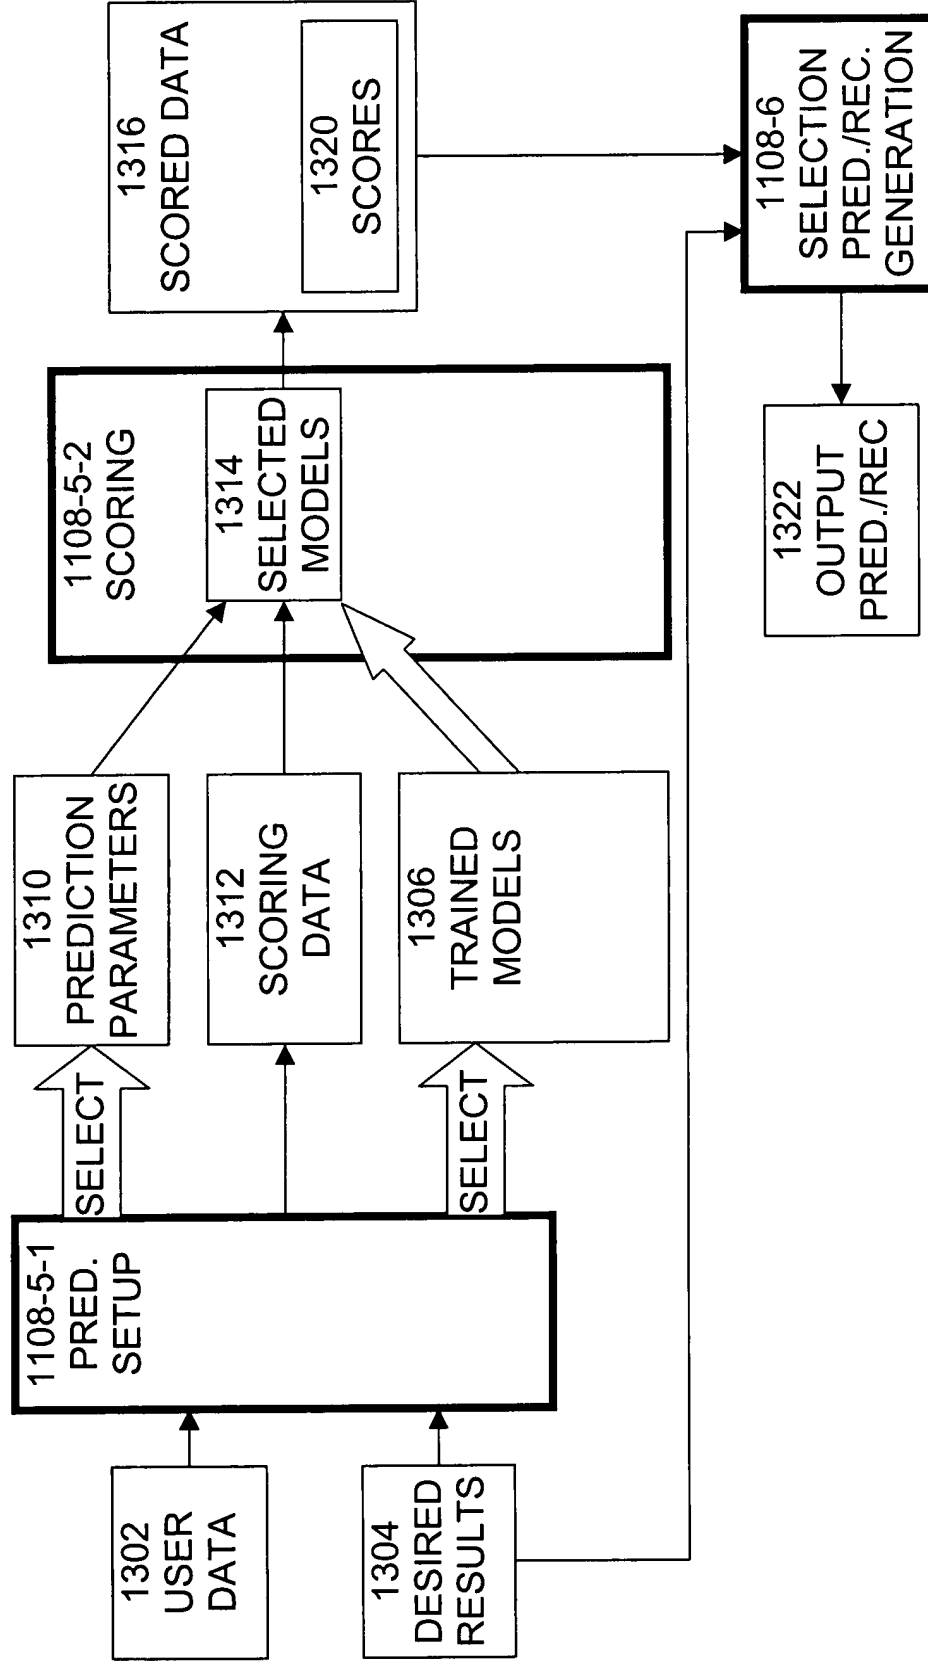 1302
USER
DATA
1304
DESIRED
RESULTS
1108-5-1
PRED.
SETUP
SELECT
SELECT
1310
PREDICTION
PARAMETERS
1312
SCORING
DATA
1306
TRAINED
MODELS
1108-5-2
SCORING
1314
SELECTED
MODELS
1316
SCORED DATA
1320
SCORES
1108-6
SELECTION
PRED./REC.
GENERATION
1322
OUTPUT
PRED./REC